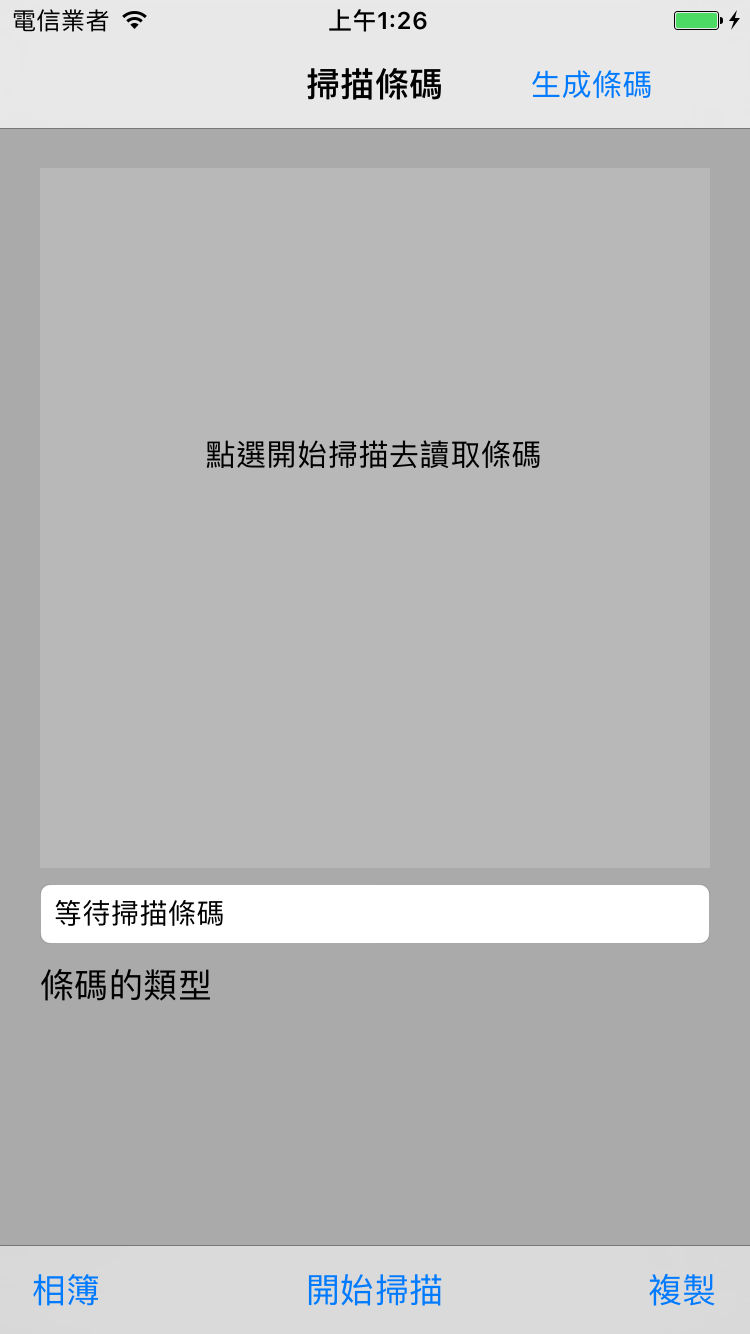 電信業者 上午1:26
掃描條碼 生成條碼
點選開始掃描去讀取條碼
等待掃描條碼
條碼的類型
相簿 開始掃描 複製